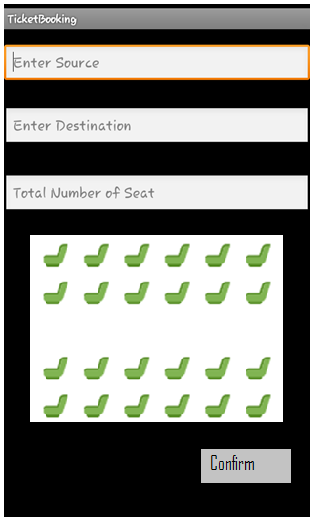 TicketBooking
Enter Source
Enter Destination
Total Number of Seat
Confirm